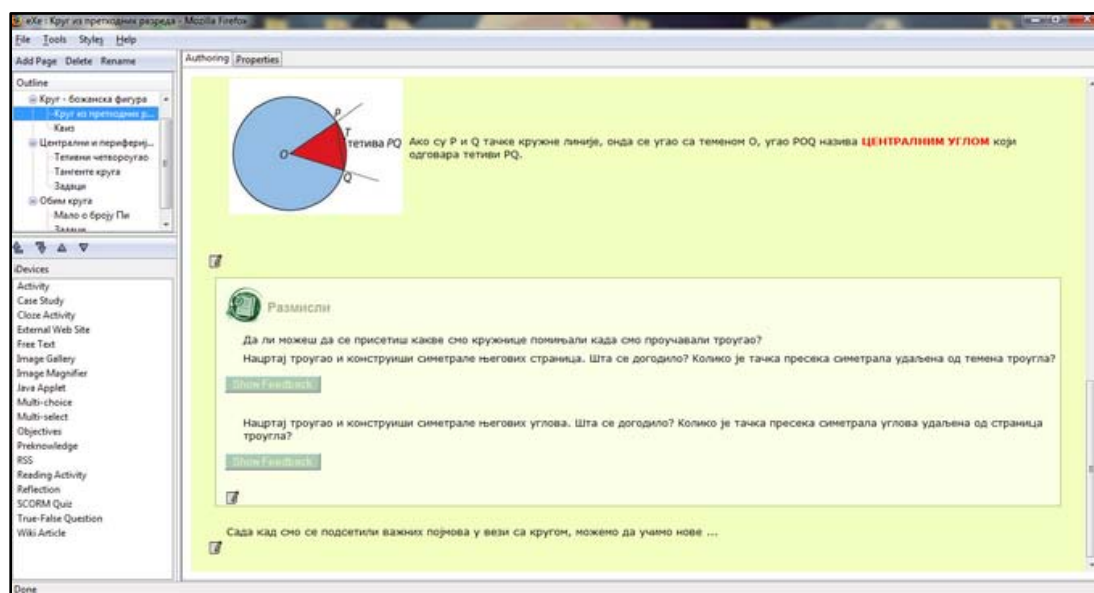 eXe : Круг из претходник разреда - Mozilla Firefox
File Tools Styles Help
Add Page Delete Rename
Authoring Properties
Outline
Круг - божанска фигура
Круг из претходник р...
Квиз
Централни и перифериј...
Тетивни четвороугао
Тангенте круга
Задаци
Обим круга
Мало о броју Пи
Задаци
iDevices
Activity
Case Study
Cloze Activity
External Web Site
Free Text
Image Gallery
Image Magnifier
Java Applet
Multi-choice
Multi-select
Objectives
Preknowledge
RSS
Reading Activity
Reflection
SCORM Quiz
True-False Question
Wiki Article
P
T
тетива PQ
O
Q
Ако су P и Q тачке кружне линије, онда се угао са теменом O, угао POQ назива ЦЕНТРАЛНИМ УГЛОМ који
одговара тетиви PQ.
Размисли
Да ли можеш да се присетиш какве смо кружнице помињали када смо проучавали троугао?
Нацртај троугао и конструиши симетрале његових страница. Шта се догодило? Колико је тачка пресека симетрала удаљена од темена троугла?
Show Feedback
Нацртај троугао и конструиши симетрале његових углова. Шта се догодило? Колико је тачка пресека симетрала углова удаљена од страница
троугла?
Show Feedback
Сада кад смо се подсетили важних појмова у вези са кругом, можемо да учимо нове ...
Done